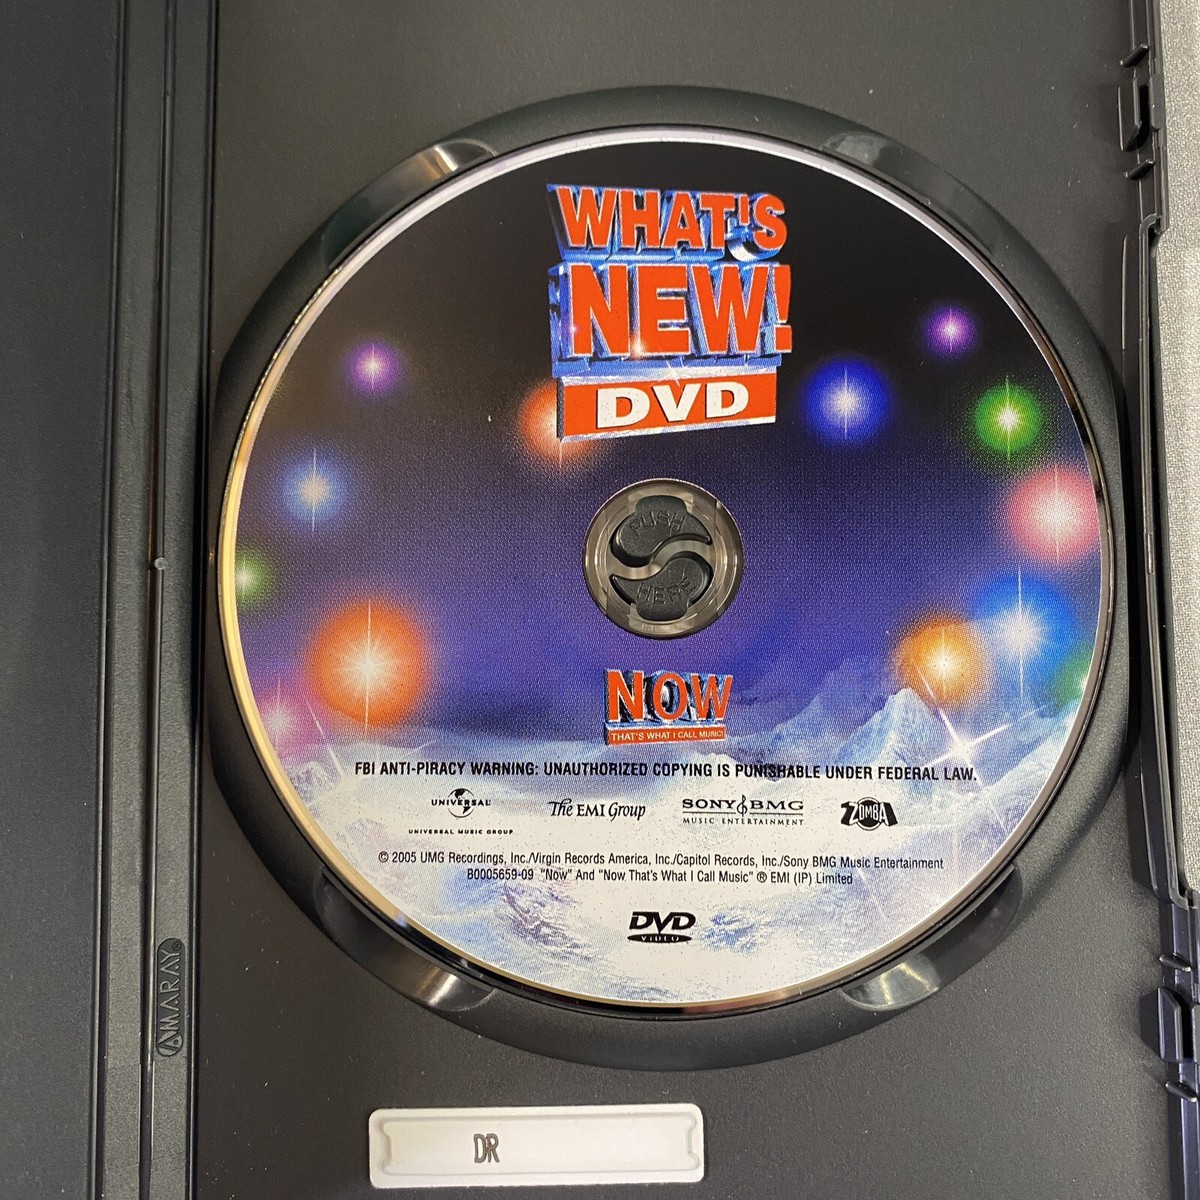 WHAT'S
NEW!
DVD
PUSH
HERE
NOW
THAT'S WHAT I CALL MUSIC!
FBI ANTI-PIRACY WARNING: UNAUTHORIZED COPYING IS PUNISHABLE UNDER FEDERAL LAW.
UNIVERSAL
UNIVERSAL MUSIC GROUP
The EMI Group
SONY BMG
MUSIC ENTERTAINMENT
ZOMBA
© 2005 UMG Recordings, Inc./Virgin Records America, Inc./Capitol Records, Inc./Sony BMG Music Entertainment
B0005659-09 "Now" And "Now That's What I Call Music" ® EMI (IP) Limited
DVD
VIDEO
AMARAY®
DR